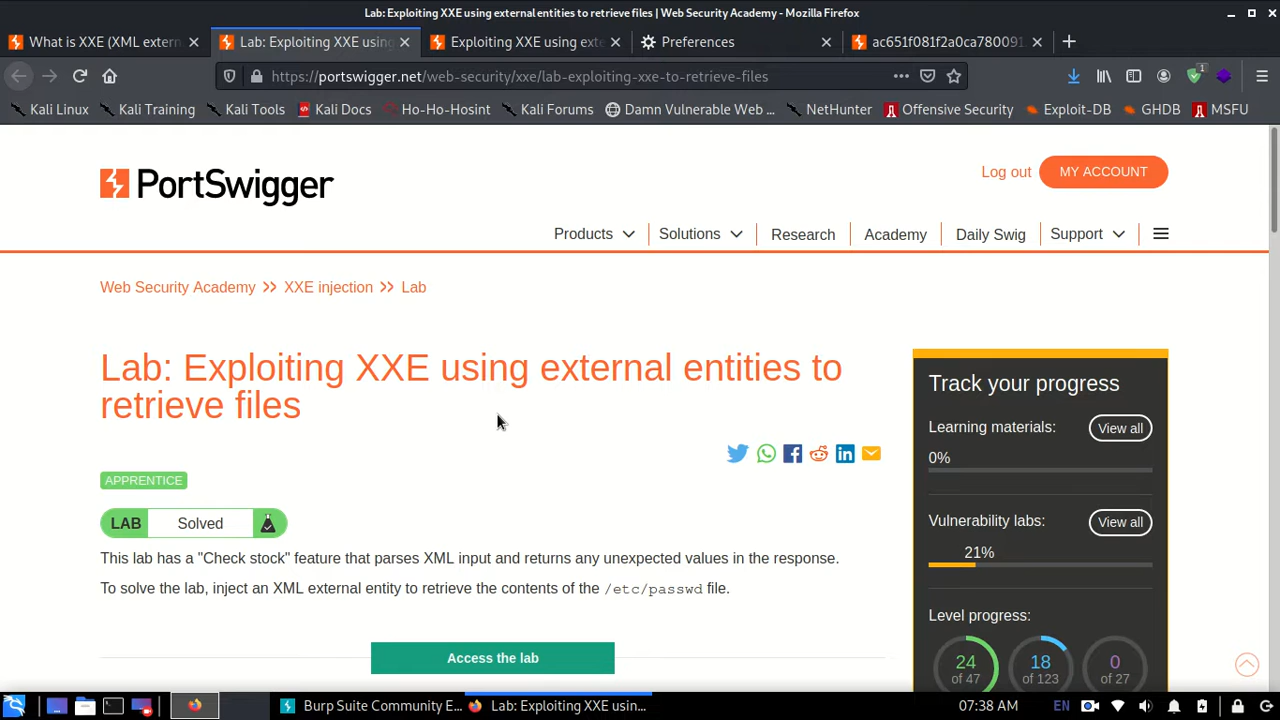 Lab: Exploiting XXE using external entities to retrieve files | Web Security Academy - Mozilla Firefox
What is XXE (XML extern
Lab: Exploiting XXE using
Exploiting XXE using exte
Preferences
ac651f081f2a0ca780091
https://portswigger.net/web-security/xxe/lab-exploiting-xxe-to-retrieve-files
1
Kali Linux
Kali Training
Kali Tools
Kali Docs
Ho-Ho-Hosint
Kali Forums
Damn Vulnerable Web ...
NetHunter
Offensive Security
Exploit-DB
GHDB
MSFU
PortSwigger
Log out
MY ACCOUNT
Products
Solutions
Research
Academy
Daily Swig
Support
Web Security Academy >> XXE injection >> Lab
Lab: Exploiting XXE using external entities to
retrieve files
APPRENTICE
LAB Solved
This lab has a "Check stock" feature that parses XML input and returns any unexpected values in the response.
To solve the lab, inject an XML external entity to retrieve the contents of the /etc/passwd file.
Access the lab
Track your progress
Learning materials:
View all
0%
Vulnerability labs:
View all
21%
Level progress:
24
of 47
18
of 123
0
of 27
Burp Suite Community E...
Lab: Exploiting XXE usin...
07:38 AM
EN